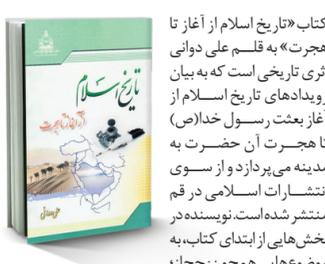 کتاب «تاریخ اسلام از آغاز تا
هجرت» به قلم علی دوانی
اثری تاریخی است که به بیان
رویدادهای تاریخ اسلام از
آغاز بعثت رسول خدا(ص)
تا هجرت آن حضرت به
مدینه می‌پردازد و از سوی
انتشارات اسلامی در قم
منتشر شده است. نویسنده در
بخش‌هایی از ابتدای کتاب، به
تاریخ اسلام
از آغاز تا هجرت
علی دوانی